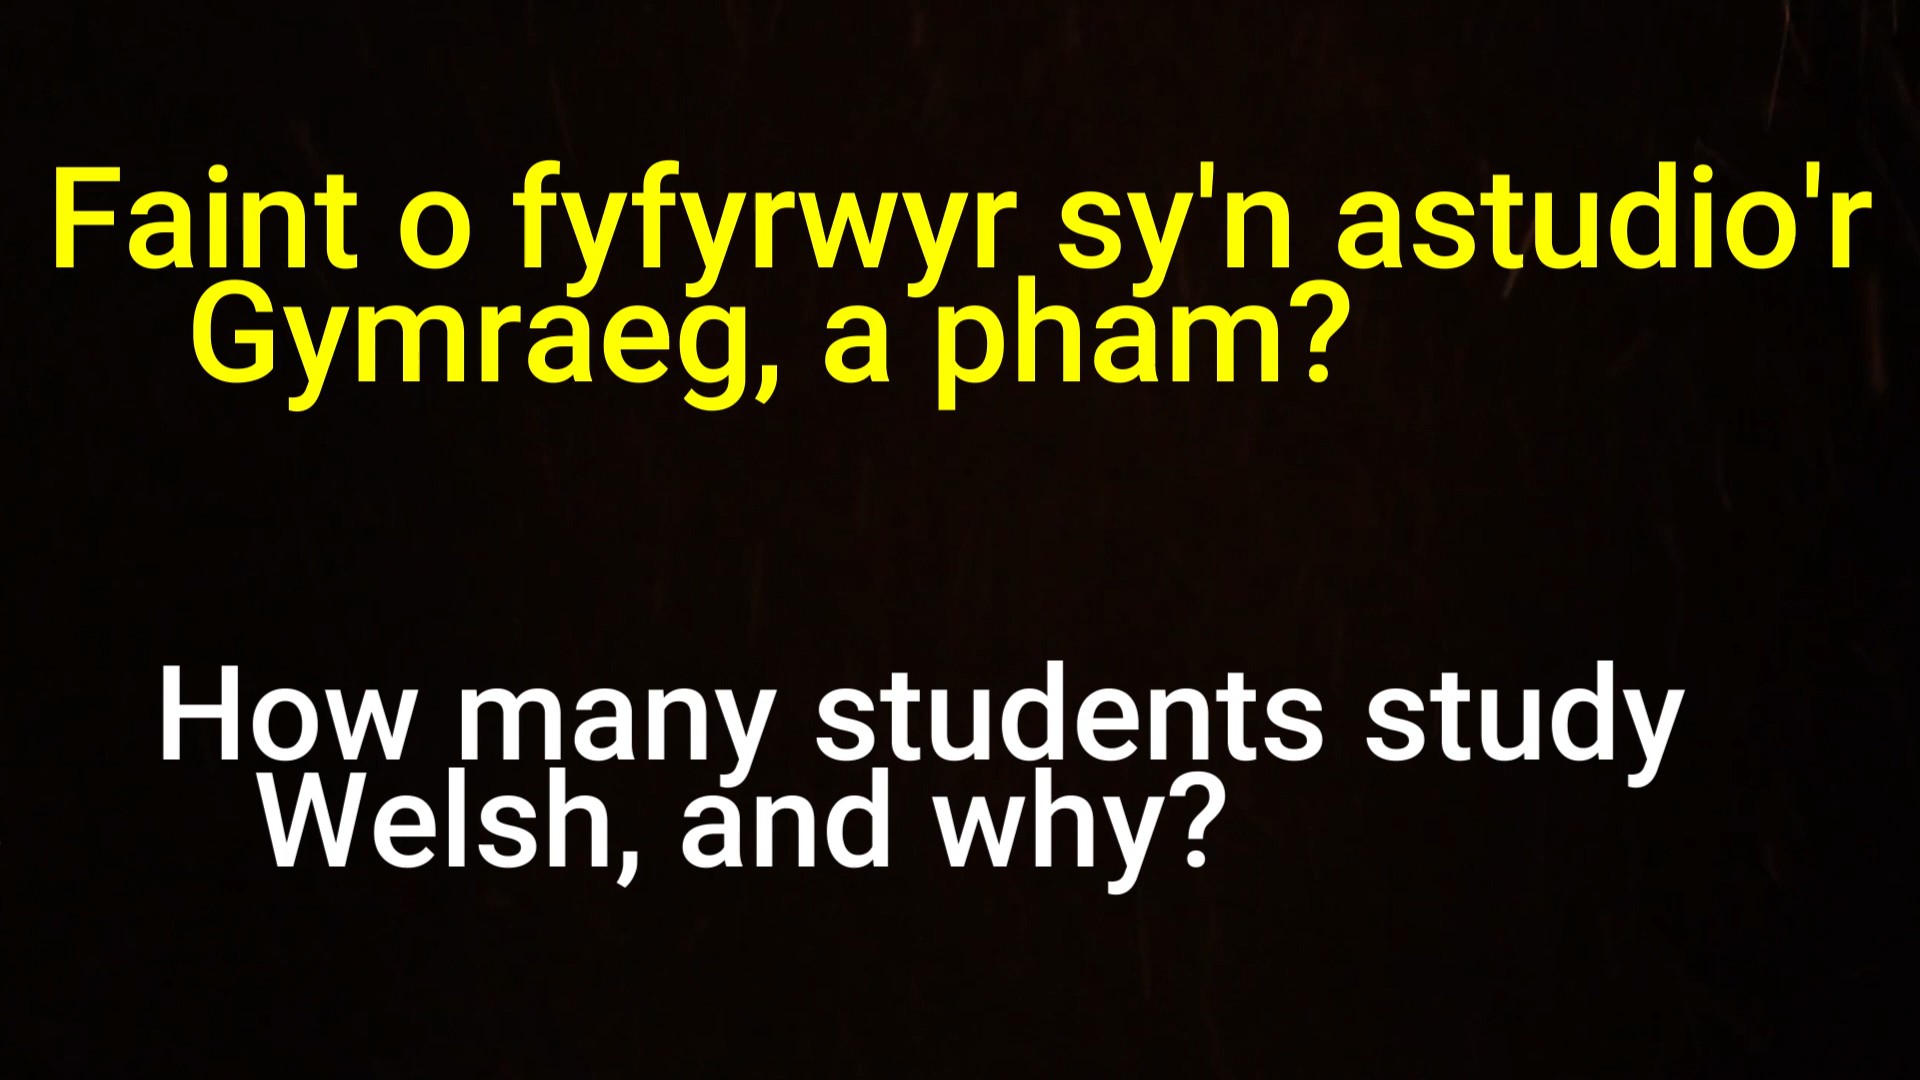 Faint o fyfyrwyr sy'n astudio'r
Gymraeg, a pham?
How many students study
Welsh, and why?